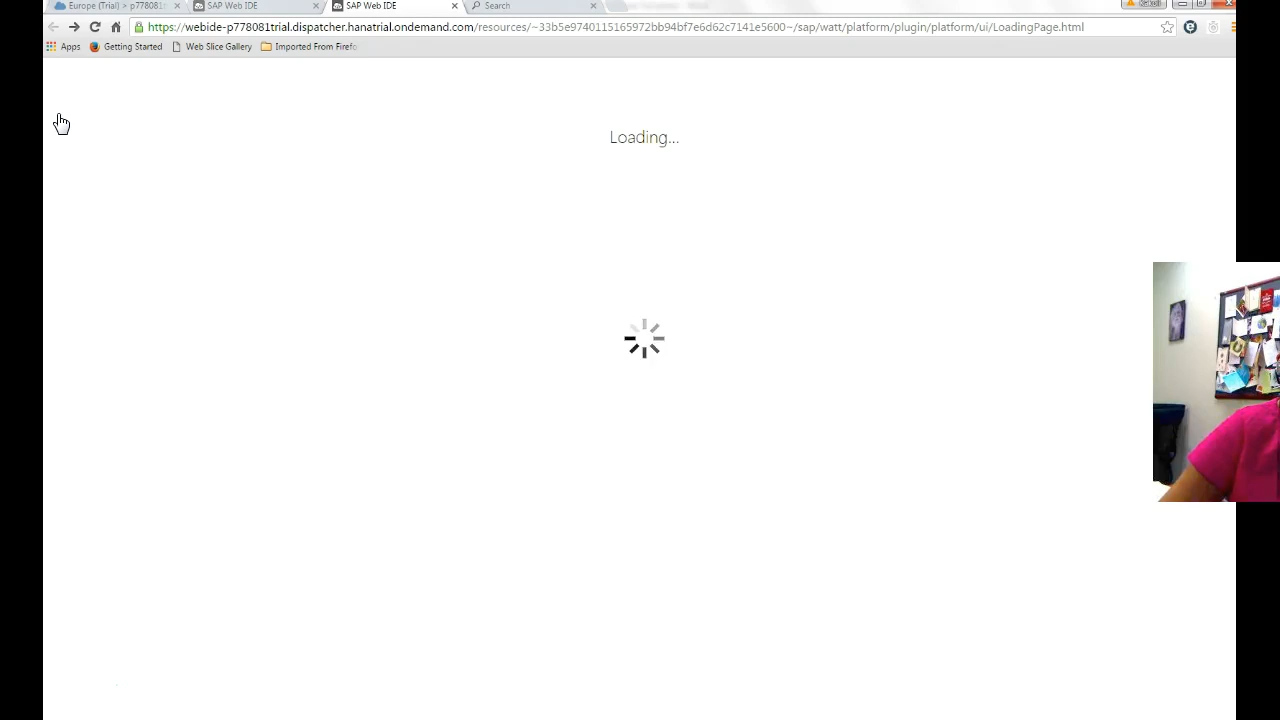 Europe (Trial) > p778081
SAP Web IDE
SAP Web IDE
Search
https://webide-p778081trial.dispatcher.hanatrial.ondemand.com/resources/~33b5e9740115165972bb94bf7e6d62c7141e5600~/sap/watt/platform/plugin/platform/ui/LoadingPage.html
Apps
Getting Started
Web Slice Gallery
Imported From Firefo
Loading...